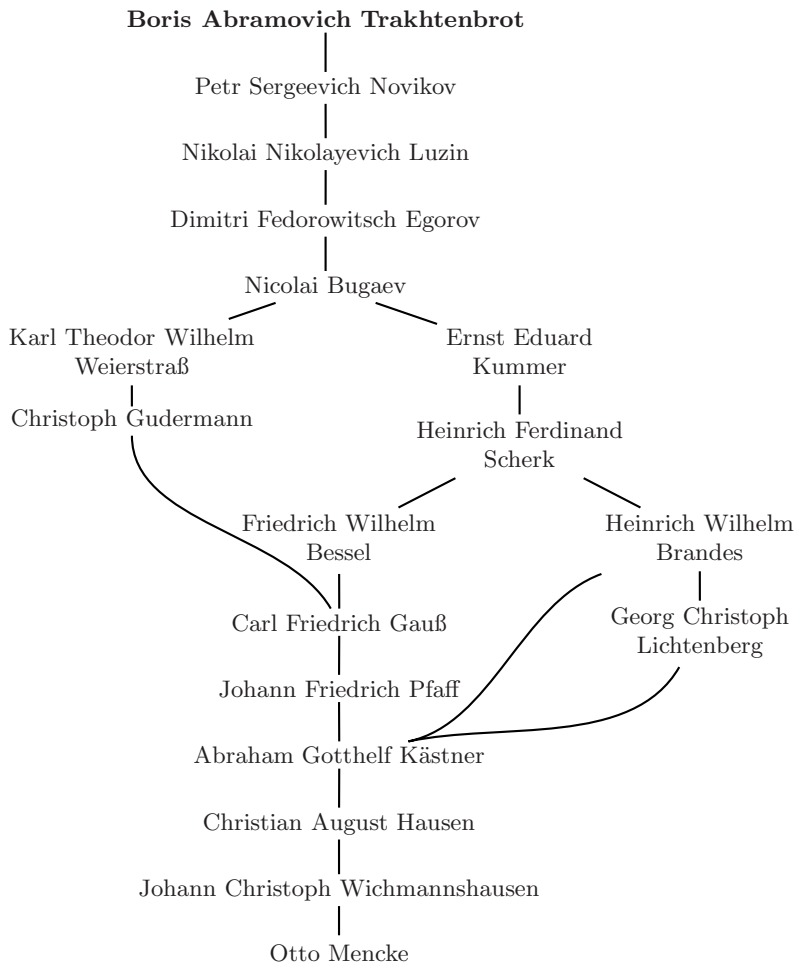 Boris Abramovich Trakhtenbrot
Petr Sergeevich Novikov
Nikolai Nikolayevich Luzin
Dimitri Fedorowitsch Egorov
Nicolai Bugaev
Karl Theodor Wilhelm
Weierstraß
Ernst Eduard
Kummer
Christoph Gudermann
Heinrich Ferdinand
Scherk
Friedrich Wilhelm
Bessel
Heinrich Wilhelm
Brandes
Carl Friedrich Gauß
Georg Christoph
Lichtenberg
Johann Friedrich Pfaff
Abraham Gotthelf Kästner
Christian August Hausen
Johann Christoph Wichmannshausen
Otto Mencke